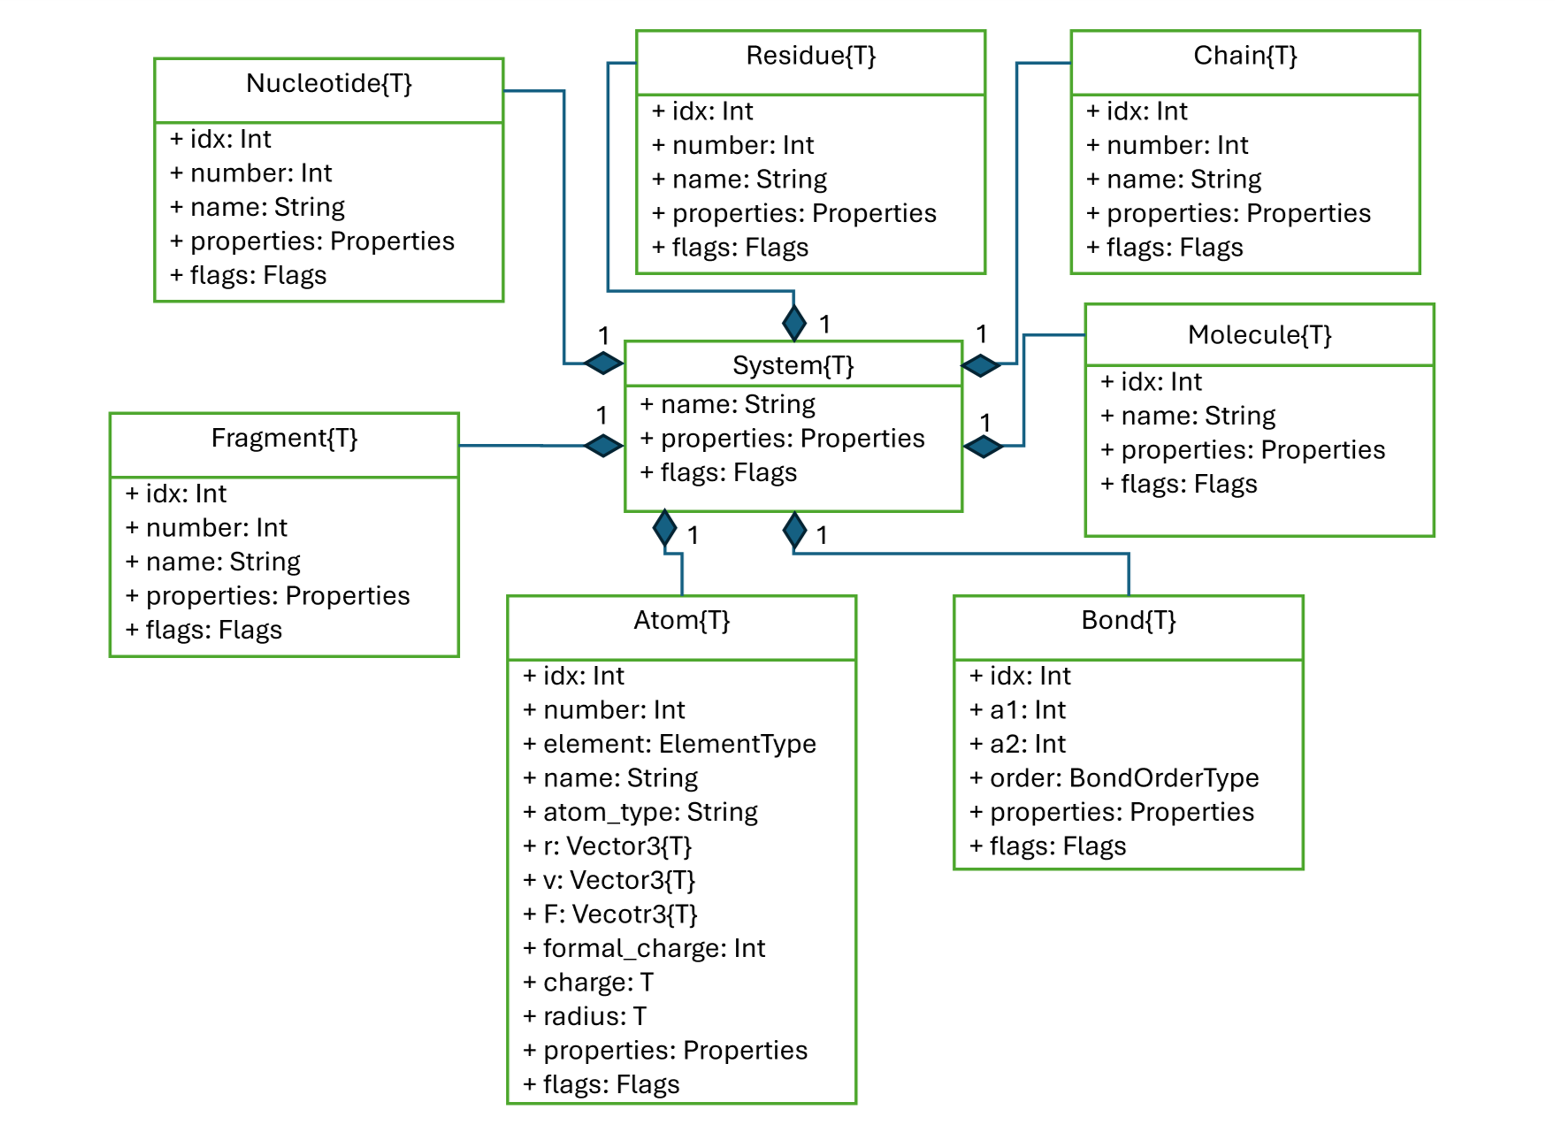 Nucleotide{T}
+ idx: Int
+ number: Int
+ name: String
+ properties: Properties
+ flags: Flags
Residue{T}
+ idx: Int
+ number: Int
+ name: String
+ properties: Properties
+ flags: Flags
Chain{T}
+ idx: Int
+ number: Int
+ name: String
+ properties: Properties
+ flags: Flags
1
1
1
System{T}
+ name: String
+ properties: Properties
+ flags: Flags
1
1
1
1
Molecule{T}
+ idx: Int
+ name: String
+ properties: Properties
+ flags: Flags
Fragment{T}
+ idx: Int
+ number: Int
+ name: String
+ properties: Properties
+ flags: Flags
Atom{T}
+ idx: Int
+ number: Int
+ element: ElementType
+ name: String
+ atom_type: String
+ r: Vector3{T}
+ v: Vector3{T}
+ F: Vecotr3{T}
+ formal_charge: Int
+ charge: T
+ radius: T
+ properties: Properties
+ flags: Flags
Bond{T}
+ idx: Int
+ a1: Int
+ a2: Int
+ order: BondOrderType
+ properties: Properties
+ flags: Flags